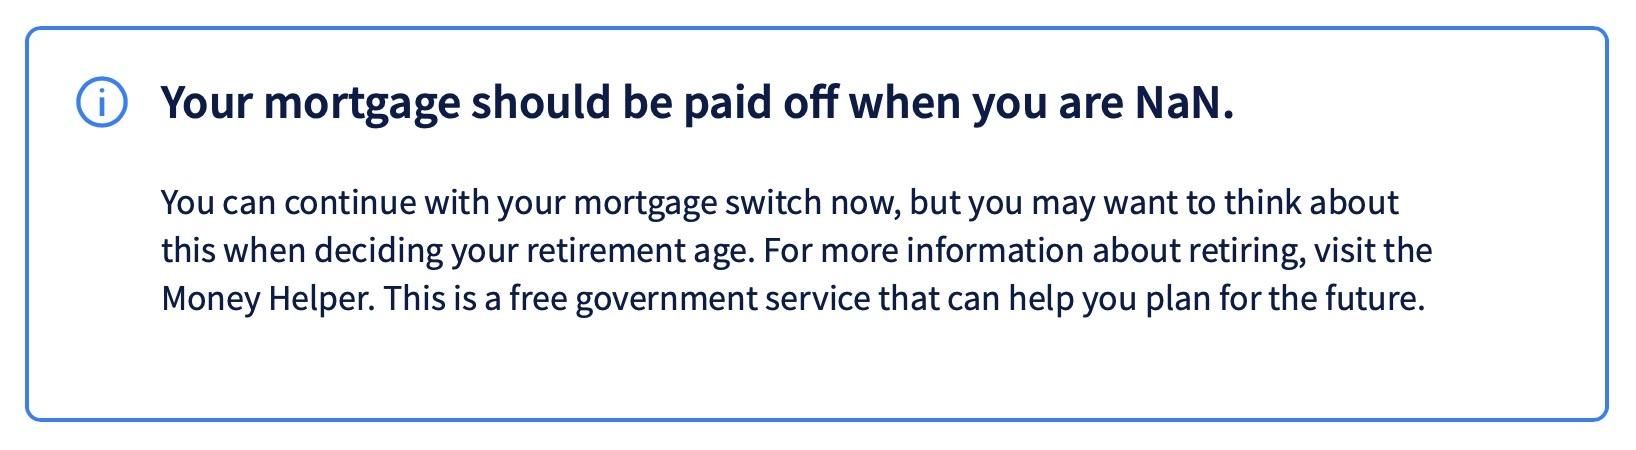 Your mortgage should be paid off when you are NaN.
You can continue with your mortgage switch now, but you may want to think about
this when deciding your retirement age. For more information about retiring, visit the
Money Helper. This is a free government service that can help you plan for the future.